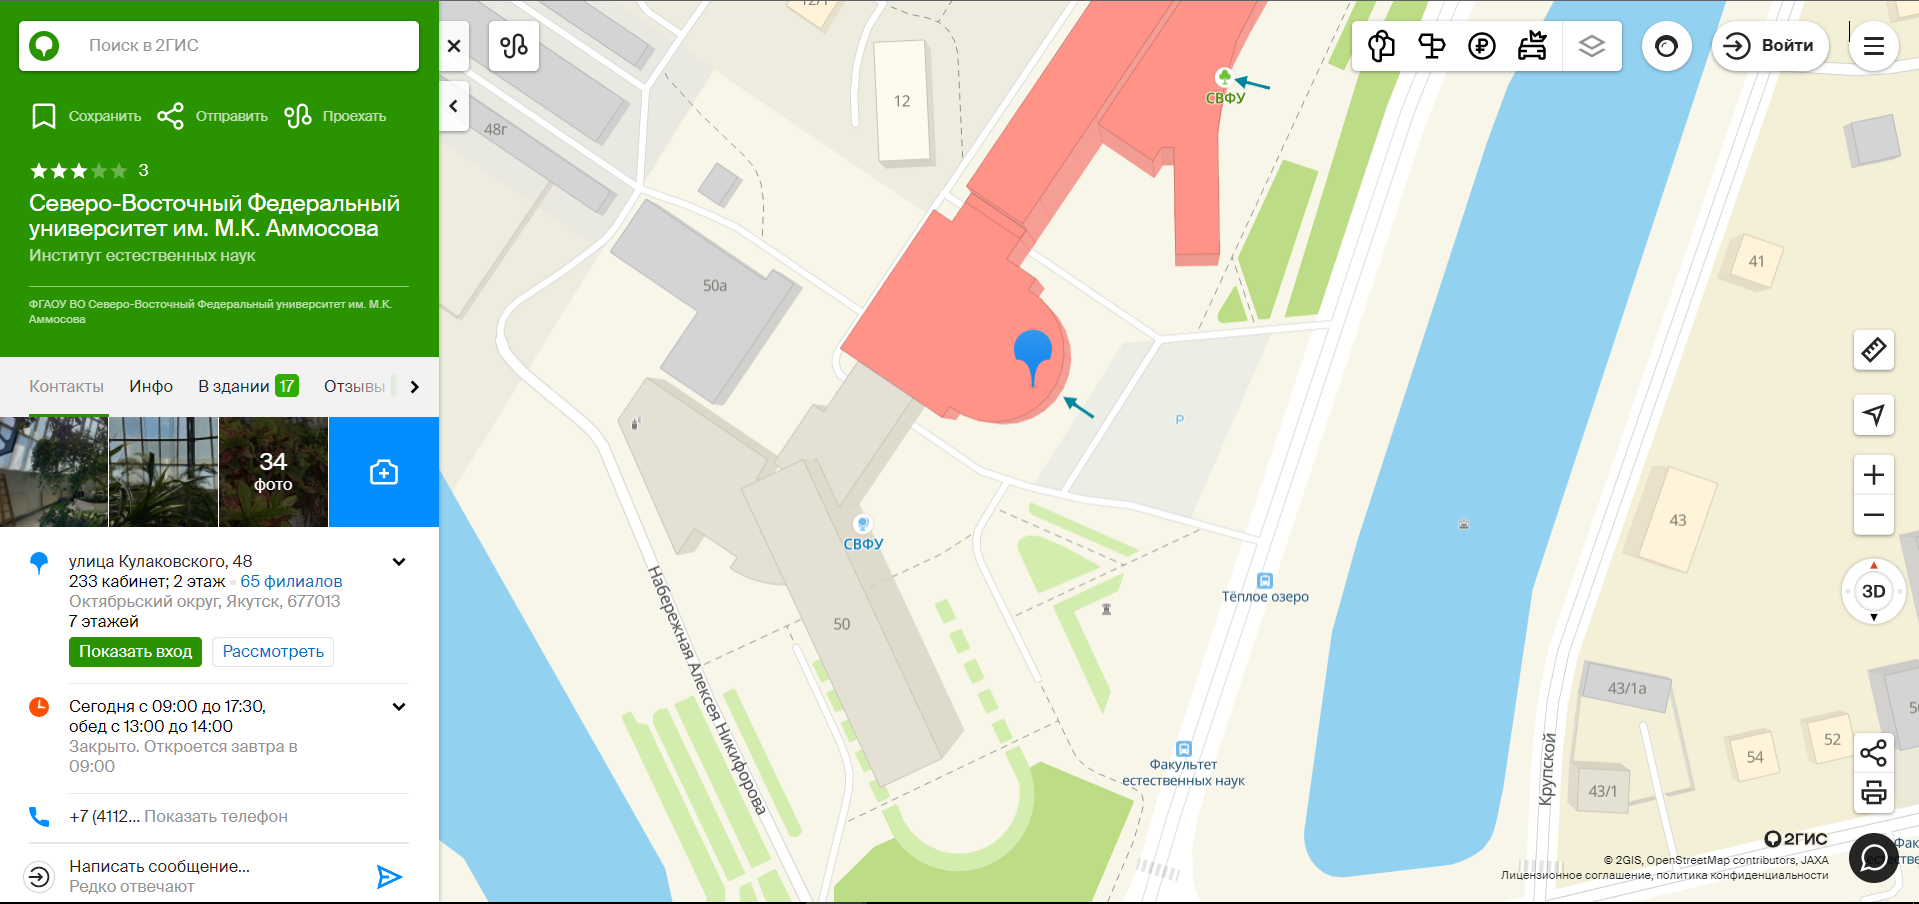 Поиск в 2ГИС
Сохранить
Отправить
Проехать
3
Северо-Восточный Федеральный
университет им. М.К. Аммосова
Институт естественных наук
ФГАОУ ВО Северо-Восточный Федеральный университет им. М.К.
Аммосова
Контакты
Инфо
В здании 17
Отзывы
34
фото
улица Кулаковского, 48
233 кабинет; 2 этаж • 65 филиалов
Октябрьский округ, Якутск, 677013
7 этажей
Показать вход
Рассмотреть
Сегодня с 09:00 до 17:30,
обед с 13:00 до 14:00
Закрыто. Откроется завтра в
09:00
+7 (4112... Показать телефон
Написать сообщение...
Редко отвечают
Войти
12/1
12
48г
СВФУ
50а
41
P
43
СВФУ
Тёплое озеро
50
Набережная Алексея Никифорова
3D
43/1а
Факультет
естественных наук
Крупской
52
54
43/1
2ГИС
© 2GIS, OpenStreetMap contributors, JAXA
Лицензионное соглашение, политика конфиденциальности